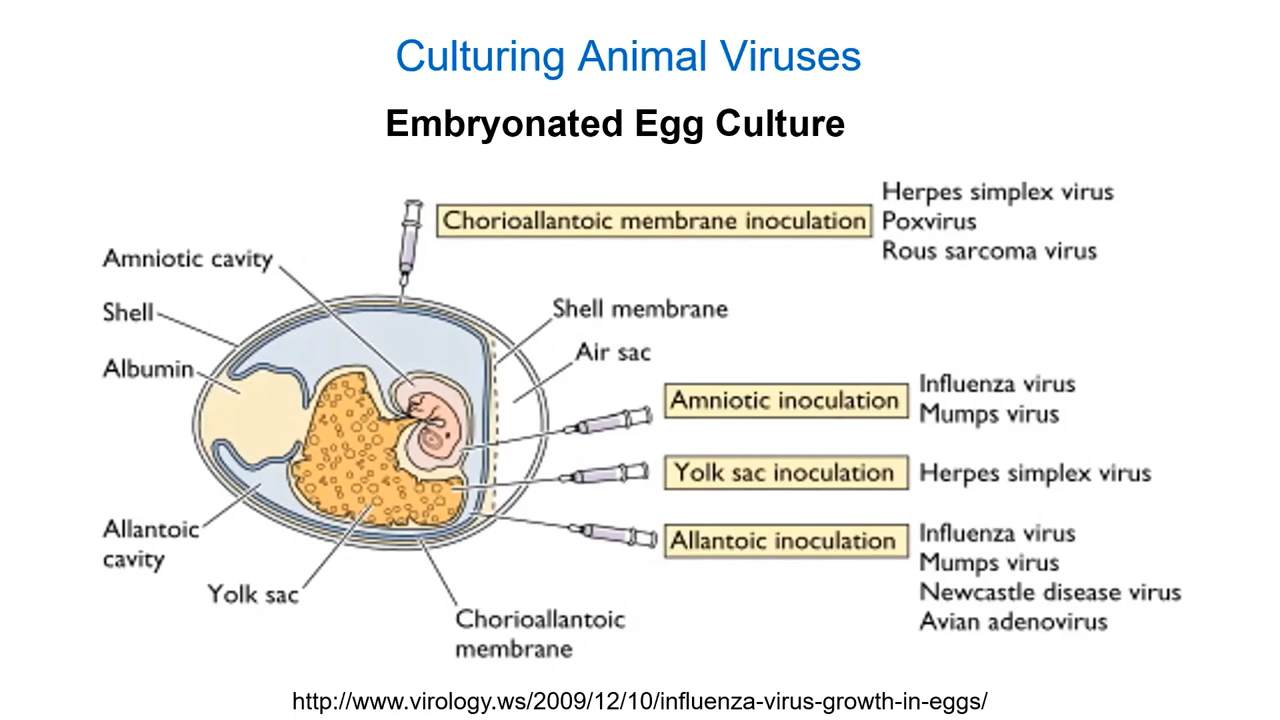 Culturing Animal Viruses
Embryonated Egg Culture
Chorioallantoic membrane inoculation
Herpes simplex virus
Poxvirus
Rous sarcoma virus
Amniotic cavity
Shell
Albumin
Shell membrane
Air sac
Amniotic inoculation
Influenza virus
Mumps virus
Yolk sac inoculation
Herpes simplex virus
Allantoic inoculation
Influenza virus
Mumps virus
Newcastle disease virus
Avian adenovirus
Allantoic
cavity
Yolk sac
Chorioallantoic
membrane
http://www.virology.ws/2009/12/10/influenza-virus-growth-in-eggs/